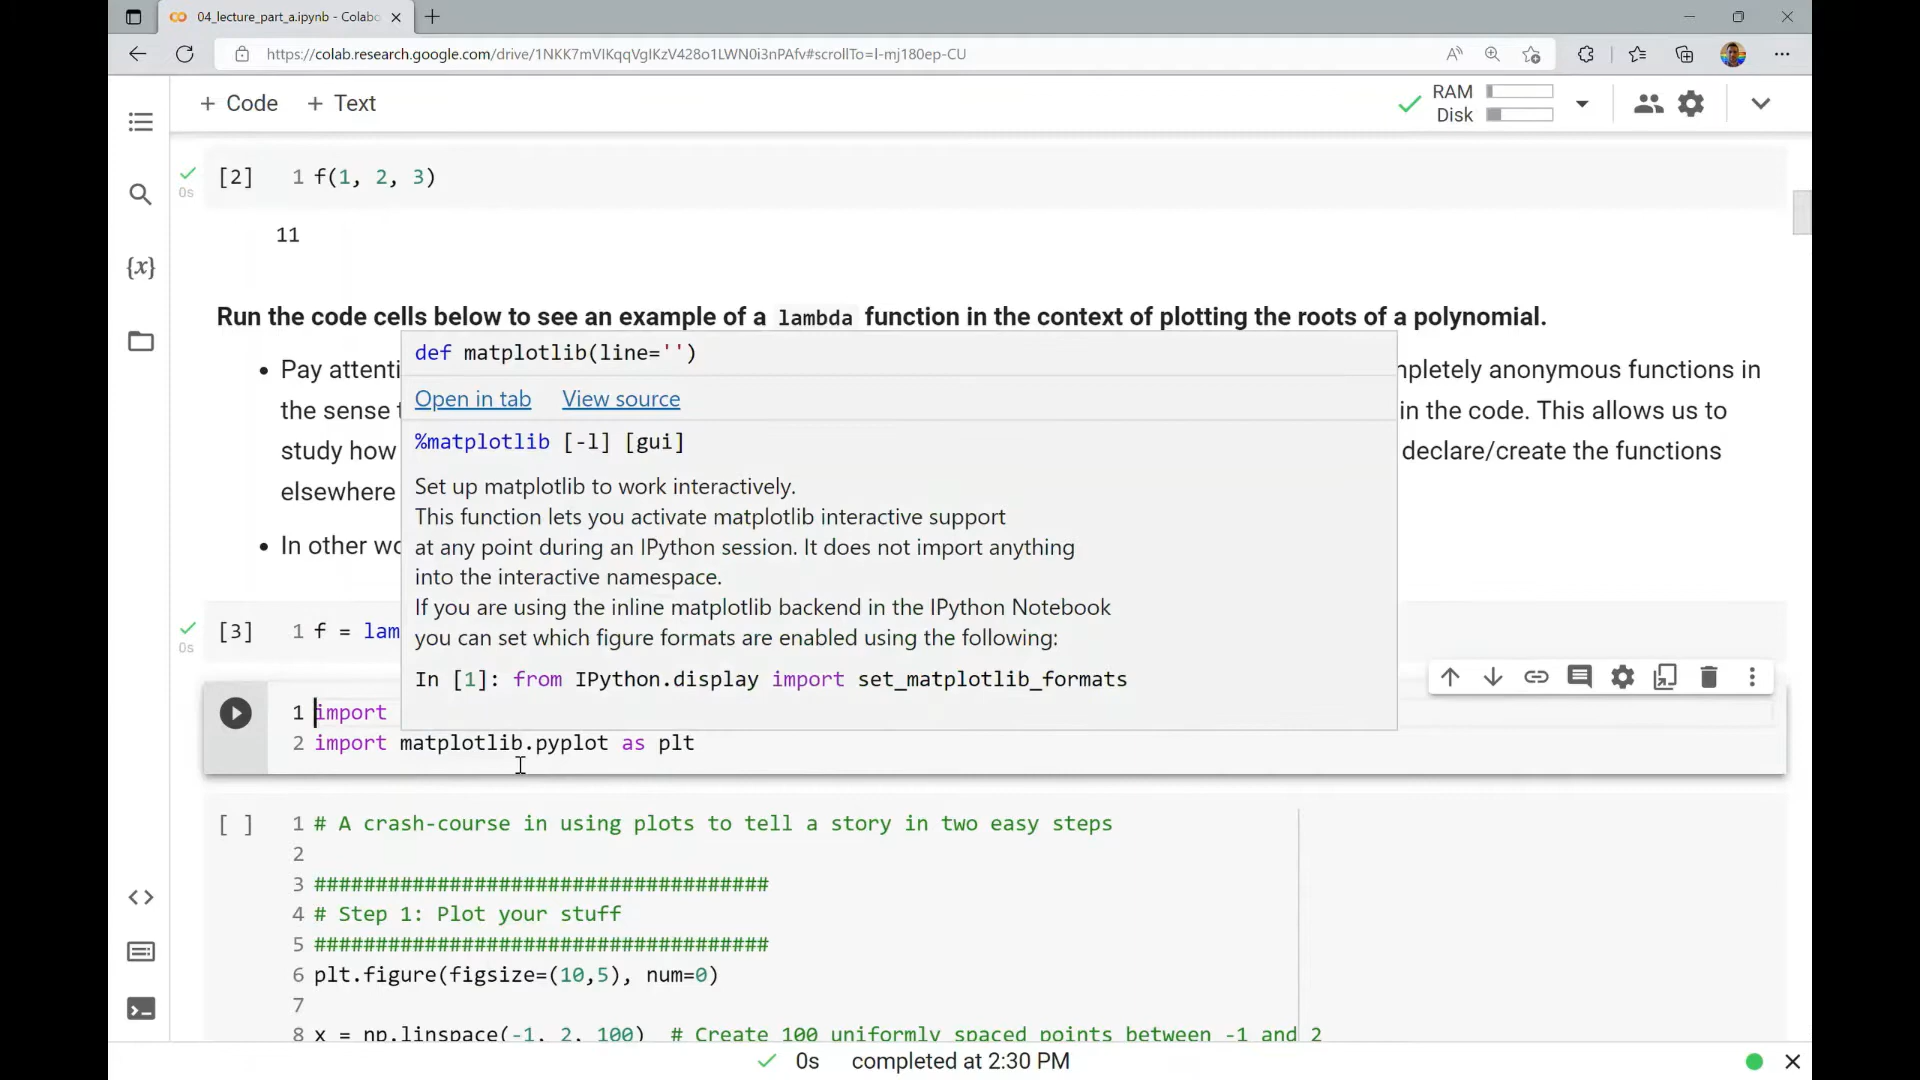 04_lecture_part_a.ipynb - Colabo
https://colab.research.google.com/drive/1NKK7mVIKqqVgIKzV428o1LWN0i3nPAfv#scrollTo=I-mj180ep-CU
+ Code + Text
RAM
Disk
{x}
[2] 1 f(1, 2, 3)
0s
11
Run the code cells below to see an example of a lambda function in the context of plotting the roots of a polynomial.
def matplotlib(line='')
Pay attenti
mpletely anonymous functions in
Open in tab View source
the sense t
in the code. This allows us to
%matplotlib [-l] [gui]
study how
declare/create the functions
Set up matplotlib to work interactively.
elsewhere
This function lets you activate matplotlib interactive support
In other wo
at any point during an IPython session. It does not import anything
into the interactive namespace.
If you are using the inline matplotlib backend in the IPython Notebook
[3] 1 f = lam
you can set which figure formats are enabled using the following:
0s
In [1]: from IPython.display import set_matplotlib_formats
1 import
2 import matplotlib.pyplot as plt
[ ] 1 # A crash-course in using plots to tell a story in two easy steps
2
3 #####################################
4 # Step 1: Plot your stuff
5 #####################################
6 plt.figure(figsize=(10,5), num=0)
7
8 x = np.linspace(-1, 2, 100) # Create 100 uniformly spaced points between -1 and 2
0s completed at 2:30 PM